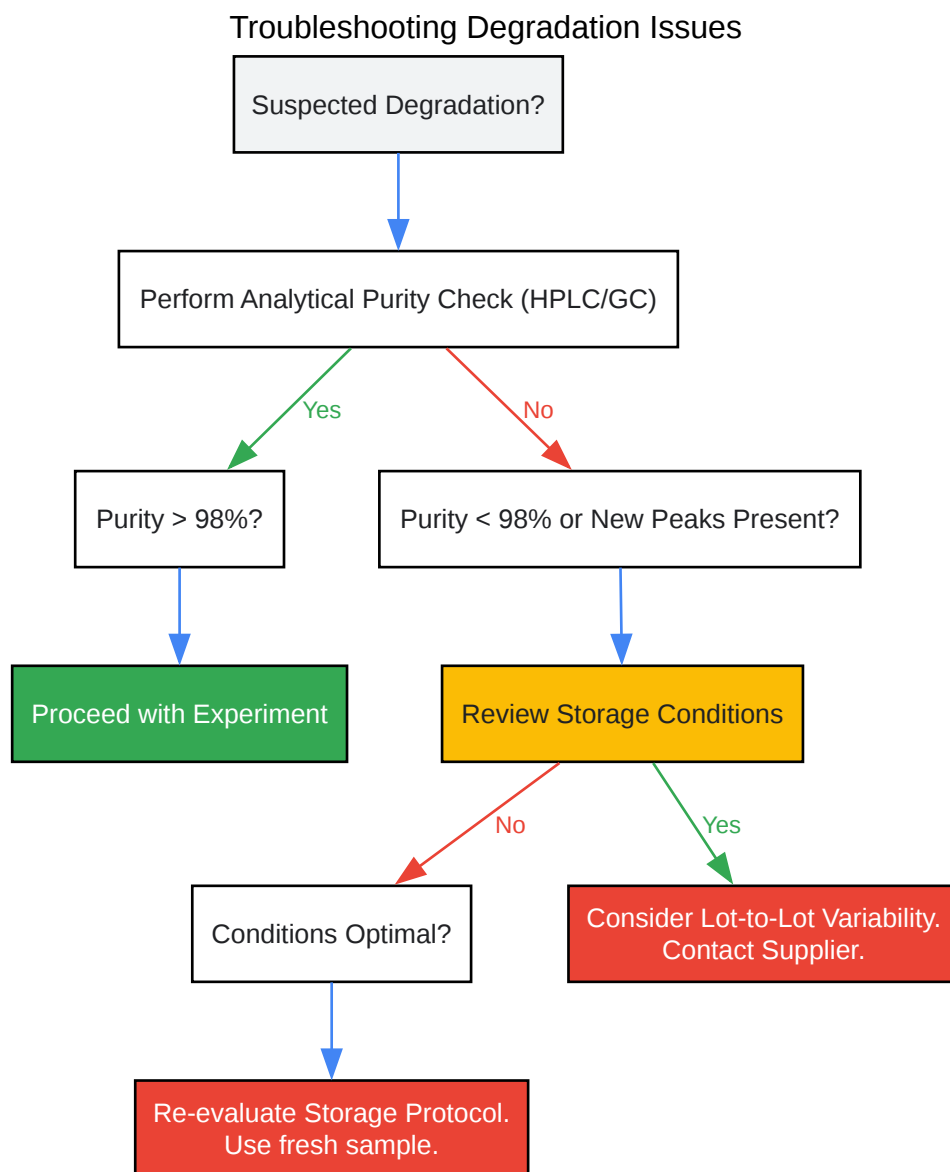 Troubleshooting Degradation Issues
Suspected Degradation?
Perform Analytical Purity Check (HPLC/GC)
Yes
No
Purity > 98%?
Purity < 98% or New Peaks Present?
Proceed with Experiment
Review Storage Conditions
No
Yes
Conditions Optimal?
Consider Lot-to-Lot Variability.
Contact Supplier.
Re-evaluate Storage Protocol.
Use fresh sample.